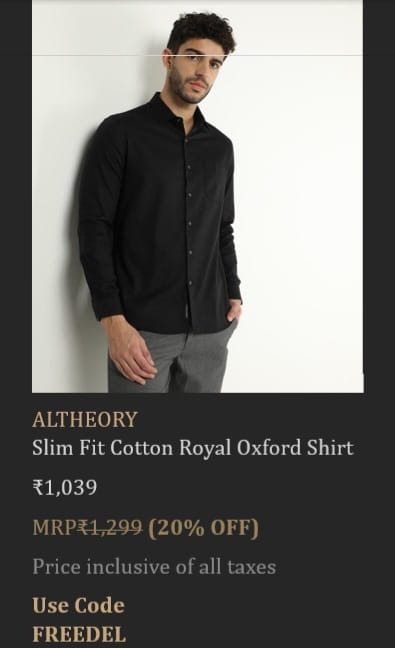 ALTHEORY
Slim Fit Cotton Royal Oxford Shirt
₹1,039
MRP₹1,299 (20% OFF)
Price inclusive of all taxes
Use Code
FREEDEL